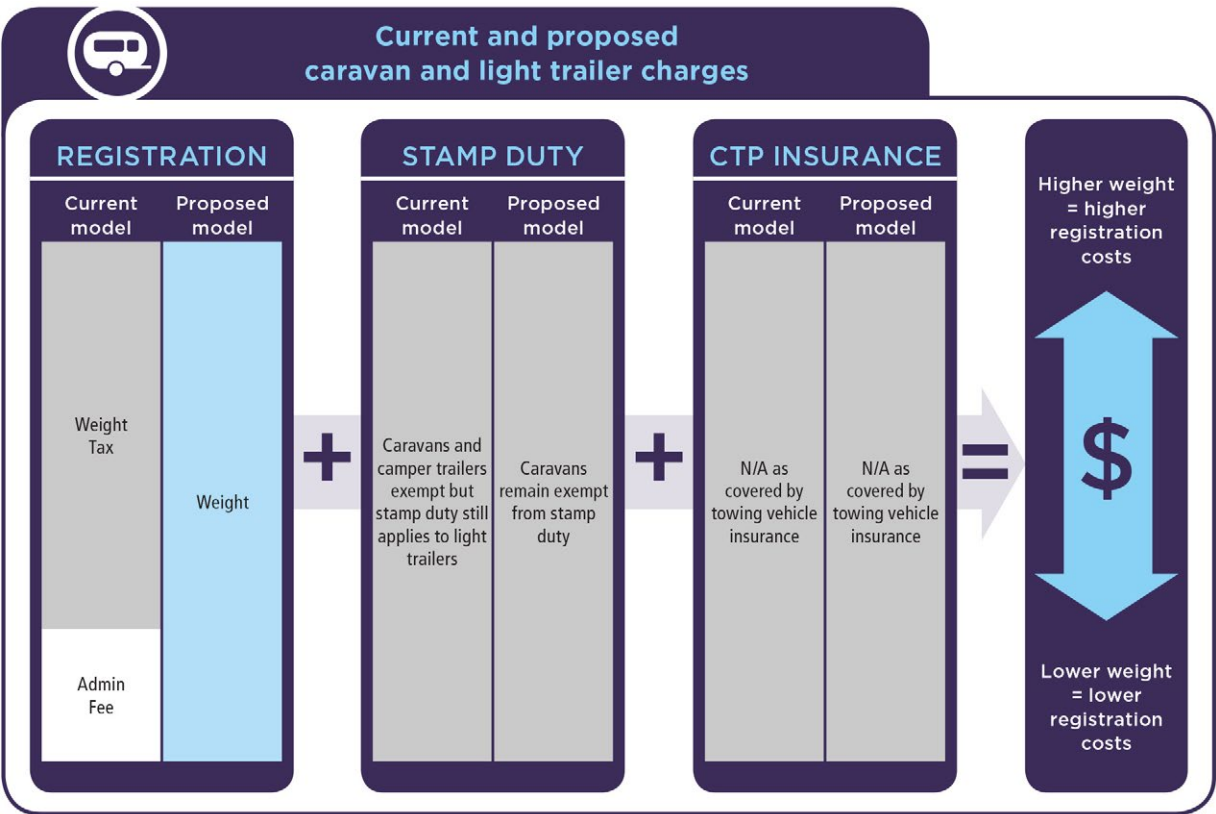 Current and proposed
caravan and light trailer charges
REGISTRATION
Current
model
Proposed
model
Weight
Tax
Admin
Fee
Weight
+
STAMP DUTY
Current
model
Proposed
model
Caravans and
camper trailers
exempt but
stamp duty still
applies to light
trailers
Caravans
remain exempt
from stamp
duty
+
CTP INSURANCE
Current
model
Proposed
model
N/A as
covered by
towing vehicle
insurance
N/A as
covered by
towing vehicle
insurance
=
Higher weight
= higher
registration
costs
$
Lower weight
= lower
registration
costs